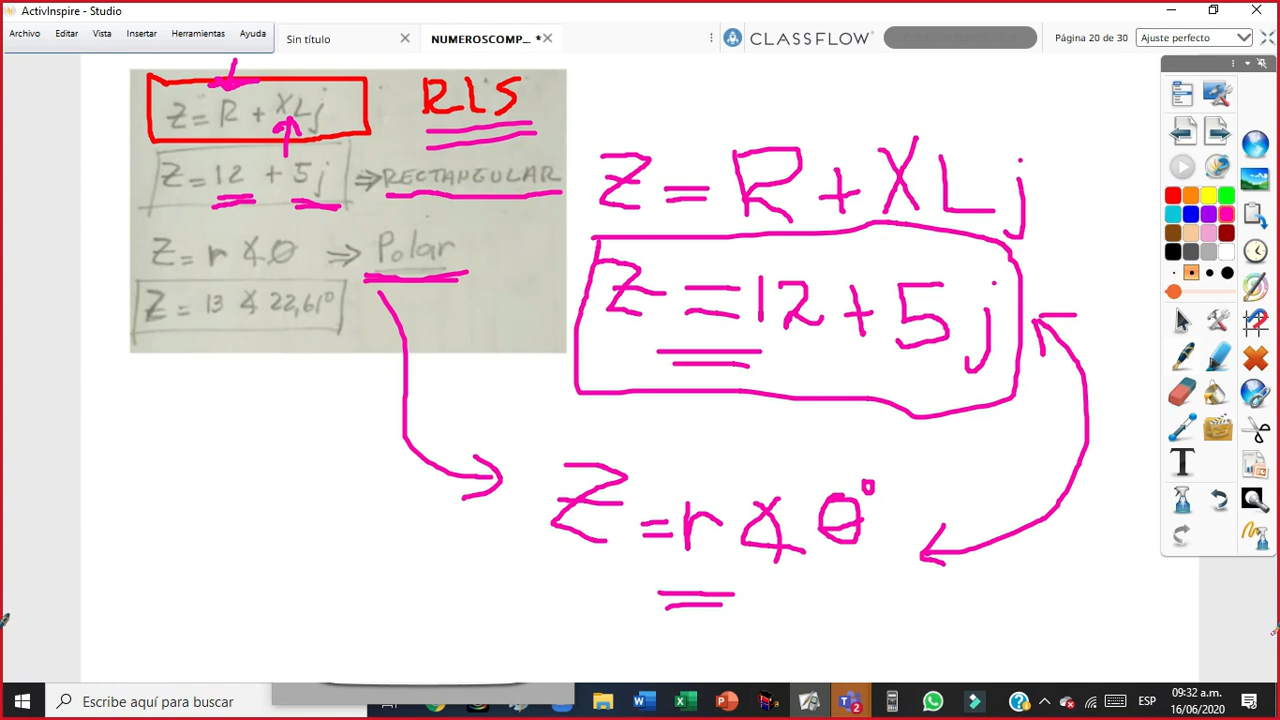 ActivInspire - Studio
Archivo Editar Vista Insertar Herramientas Ayuda
Sin título
NUMEROSCOMP... *
CLASSFLOW
Página 20 de 30
Ajuste perfecto
Z = R + XLj
RLS
Z = 12 + 5j ⇒ RECTANGULAR
Z = r ∡ θ ⇒ Polar
Z = 13 ∡ 22,61°
Z = R + XLj
Z = 12 + 5j
Z = r ∡ θ°
Escribe aquí para buscar
ESP
09:32 a.m.
16/06/2020